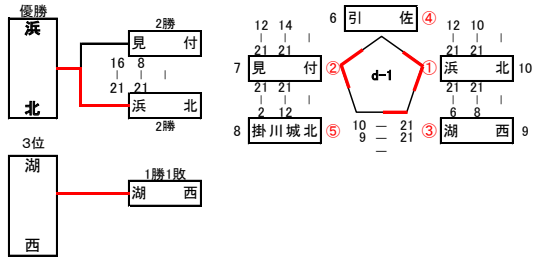 優勝
浜北
2勝
見付
16 8
| |
21 21
浜北
2勝
3位
湖西
1勝1敗
湖西
6 引佐 ④
12 14
| | |
21 21
7 見付 ②
21 21
| | |
2 12
8 掛川城北 ⑤
d-1
12 10
| | |
21 21
① 浜北 10
21 21
| | |
6 8
③ 湖西 9
10 — 21
9 — 21
—